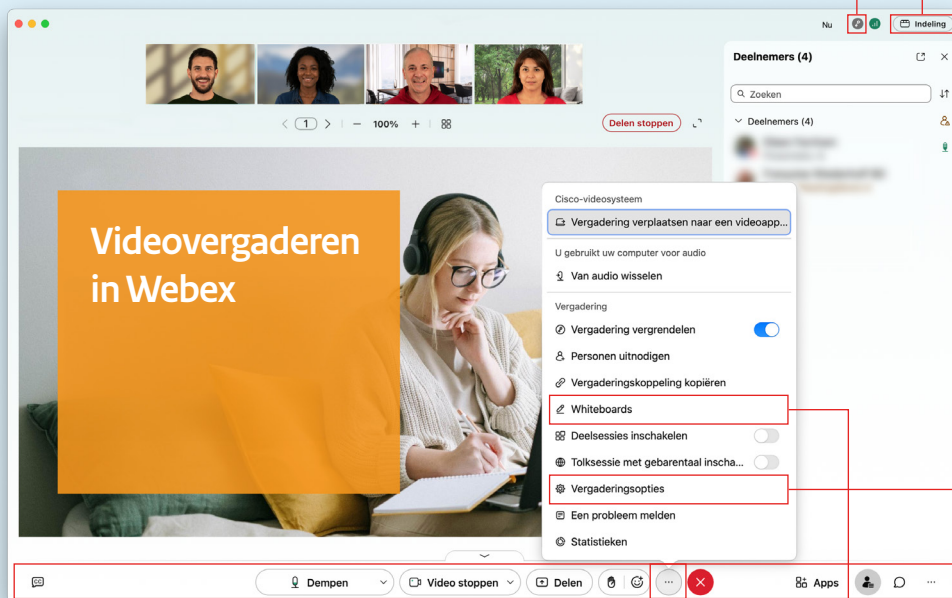 Nu
Indeling
Deelnemers (4)
Zoeken
Deelnemers (4)
1
100%
Delen stoppen
Videovergaderen
in Webex
Cisco-videosysteem
Vergadering verplaatsen naar een videoapp...
U gebruikt uw computer voor audio
Van audio wisselen
Vergadering
Vergadering vergrendelen
Personen uitnodigen
Vergaderingskoppeling kopiëren
Whiteboards
Deelsessies inschakelen
Tolksessie met gebarentaal inscha...
Vergaderingsopties
Een probleem melden
Statistieken
CC
Dempen
Video stoppen
Delen
Apps